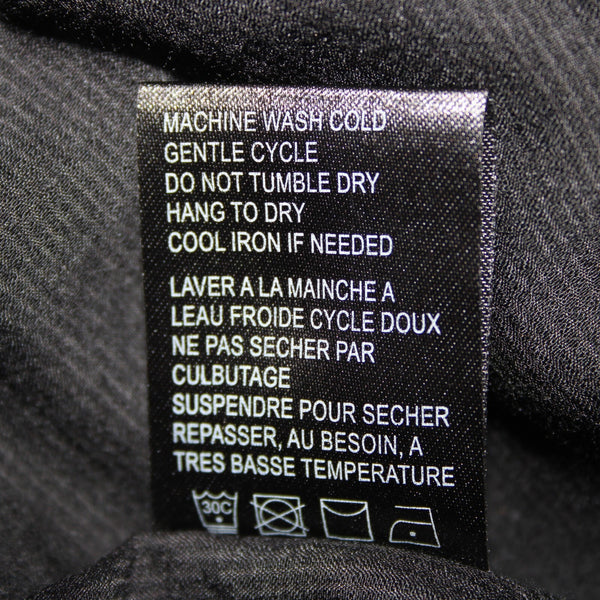 MACHINE WASH COLD
GENTLE CYCLE
DO NOT TUMBLE DRY
HANG TO DRY
COOL IRON IF NEEDED
LAVER A LA MAINCHE A
LEAU FROIDE CYCLE DOUX
NE PAS SECHER PAR
CULBUTAGE
SUSPENDRE POUR SECHER
REPASSER, AU BESOIN, A
TRES BASSE TEMPERATURE
30C